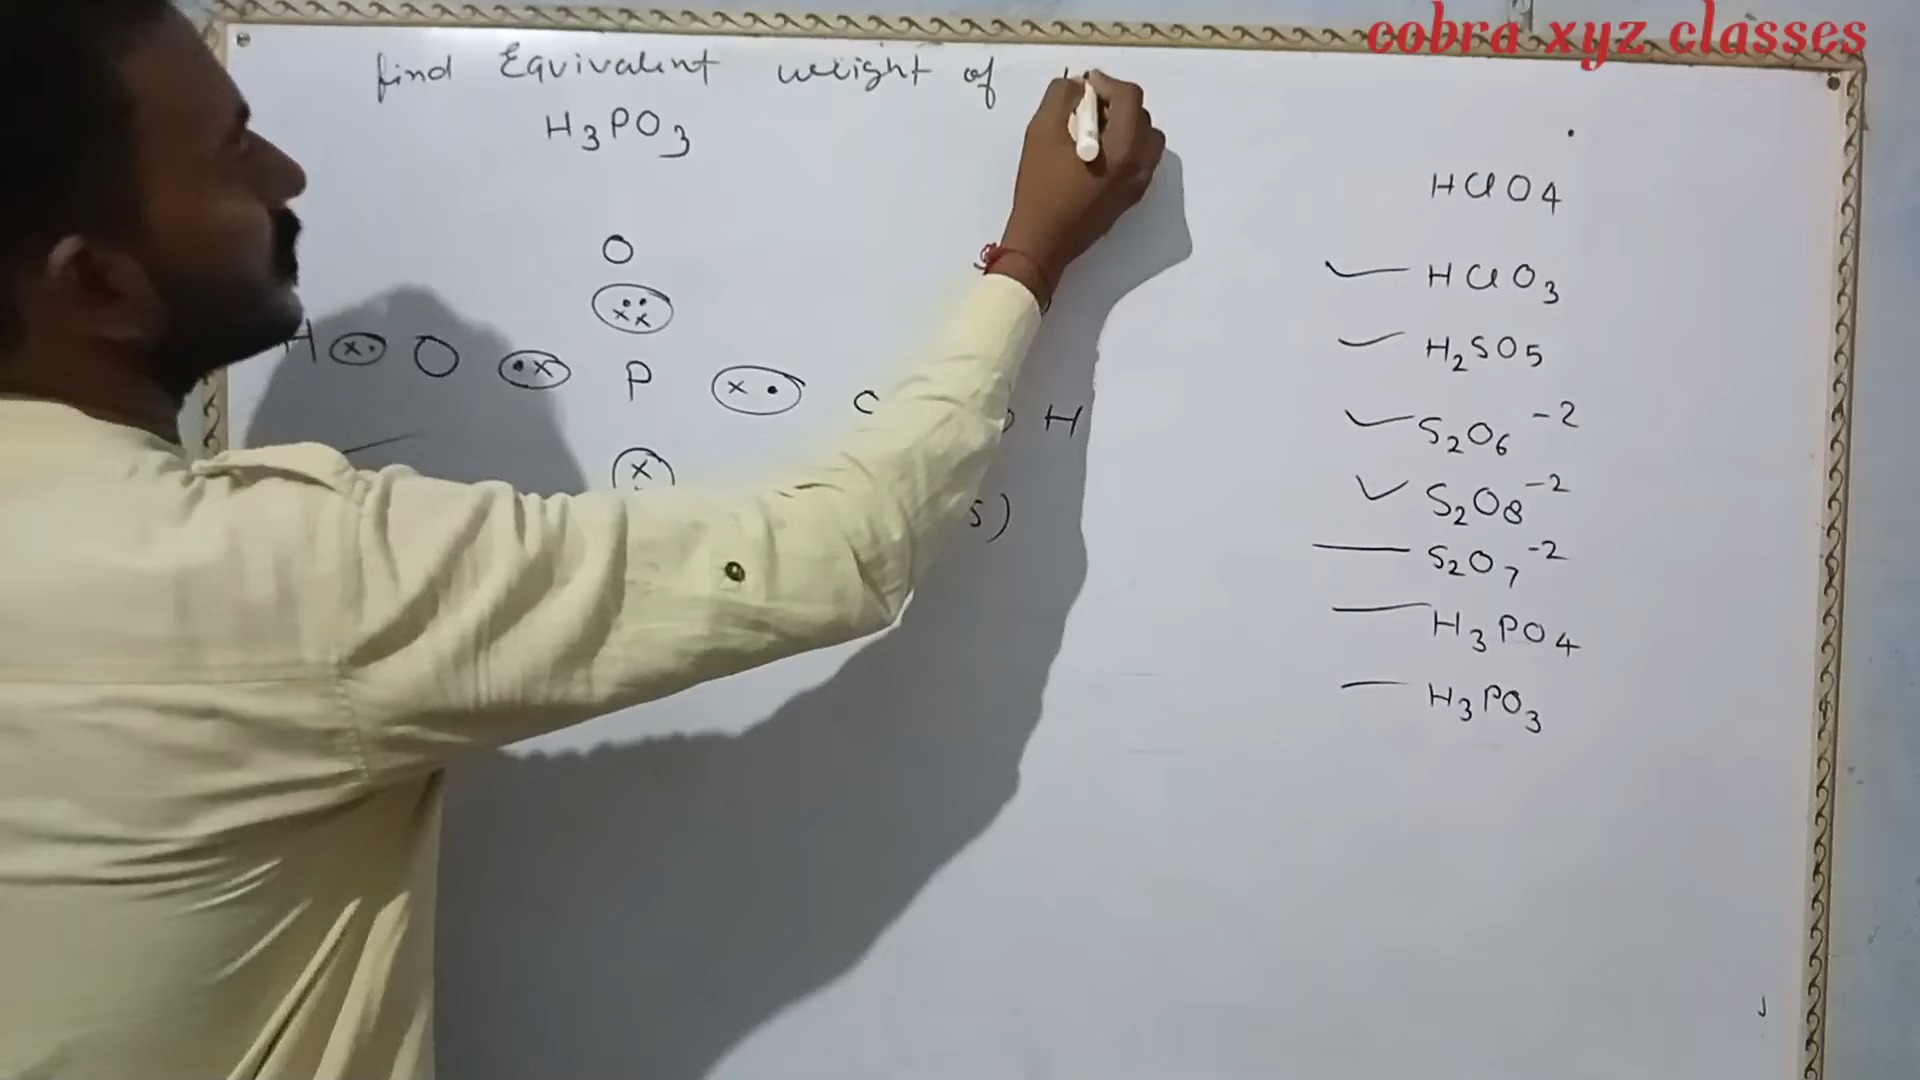 cobra xyz classes
find Equivalent weight of
H3PO3
O
H x· O ·x P x · H
x
5)
HClO4
HClO3
H2SO5
S2O6 -2
S2O8 -2
S2O7 -2
H3PO4
H3PO3